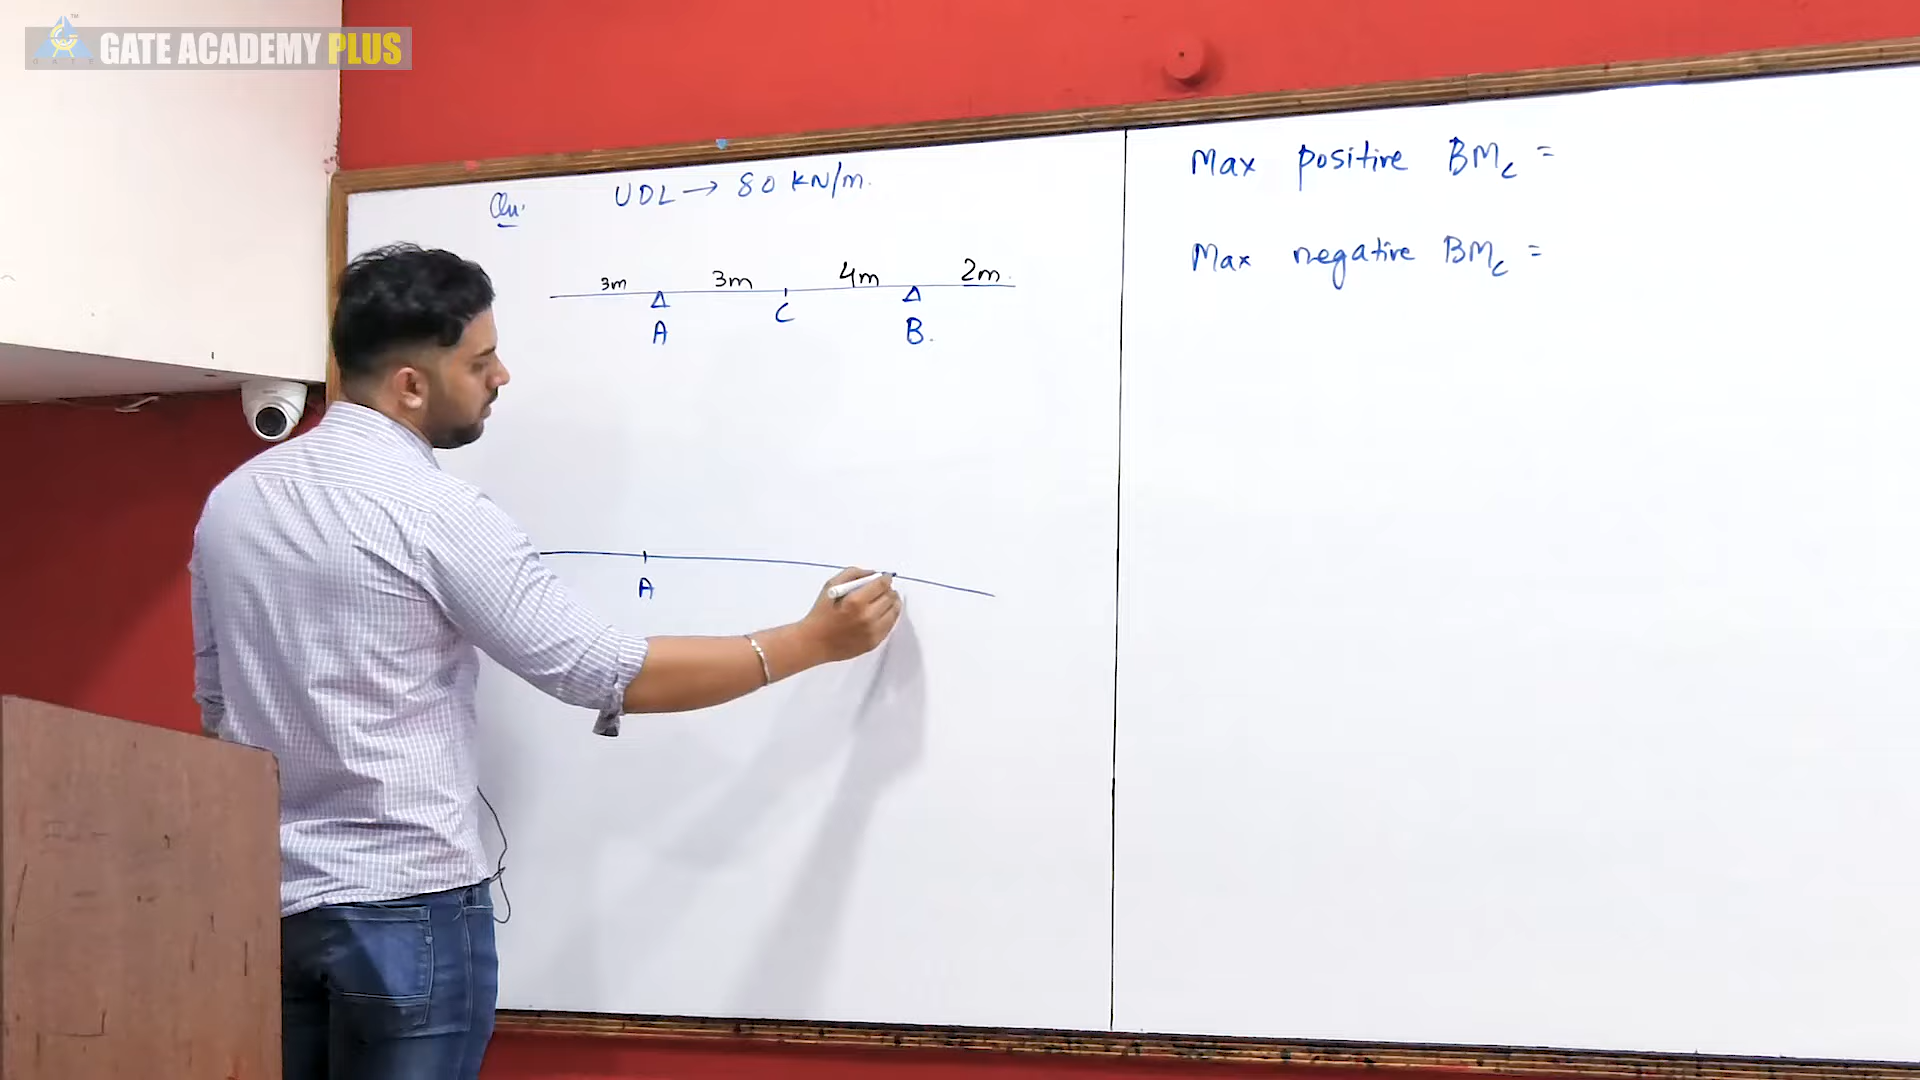 GATE ACADEMY PLUS
Qu. UDL → 80 KN/m.
3m 3m 4m 2m.
A C B.
A
Max positive BMc =
Max negative BMc =